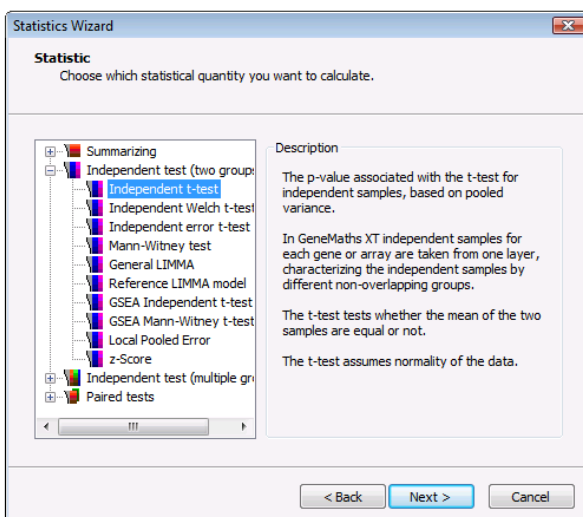 Statistics Wizard
Statistic
Choose which statistical quantity you want to calculate.
Summarizing
Independent test (two group
Independent t-test
Independent Welch t-test
Independent error t-test
Mann-Witney test
General LIMMA
Reference LIMMA model
GSEA Independent t-test
GSEA Mann-Witney t-test
Local Pooled Error
z-Score
Independent test (multiple gr
Paired tests
Description
The p-value associated with the t-test for
independent samples, based on pooled
variance.
In GeneMaths XT independent samples for
each gene or array are taken from one layer,
characterizing the independent samples by
different non-overlapping groups.
The t-test tests whether the mean of the two
samples are equal or not.
The t-test assumes normality of the data.
< Back
Next >
Cancel